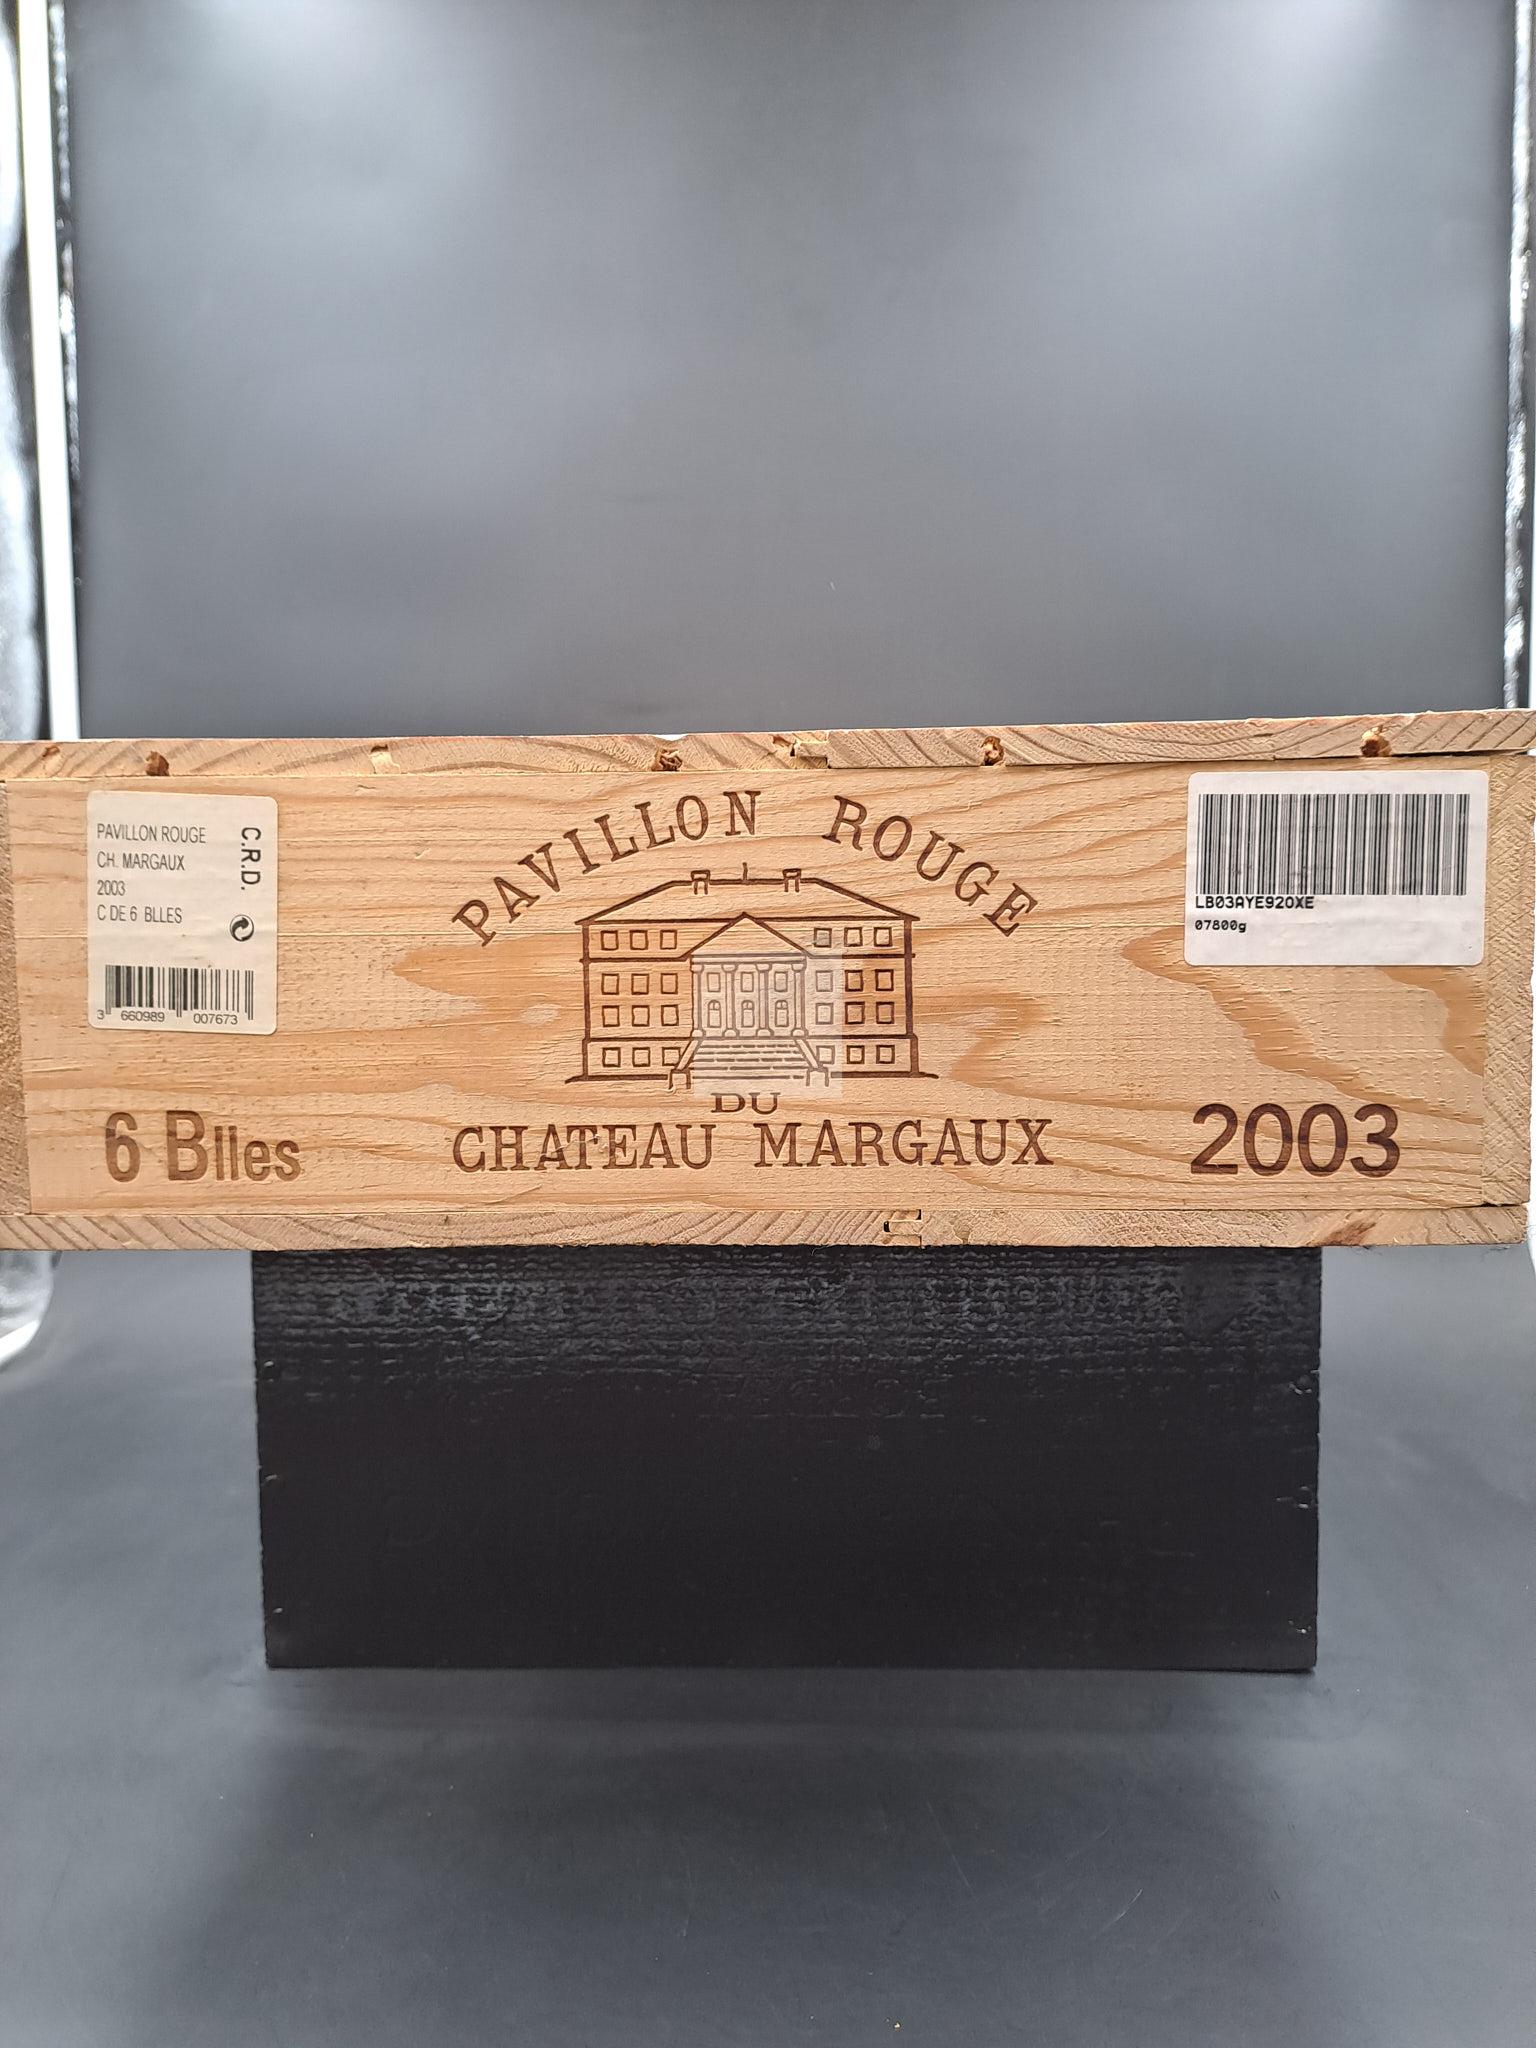 PAVILLON ROUGE
CH. MARGAUX
2003
C DE 6 BLLES
C.R.D.
3 660989 007673
PAVILLON ROUGE
DU
CHATEAU MARGAUX
6 Blles
2003
LB03AYE920XE
07800g